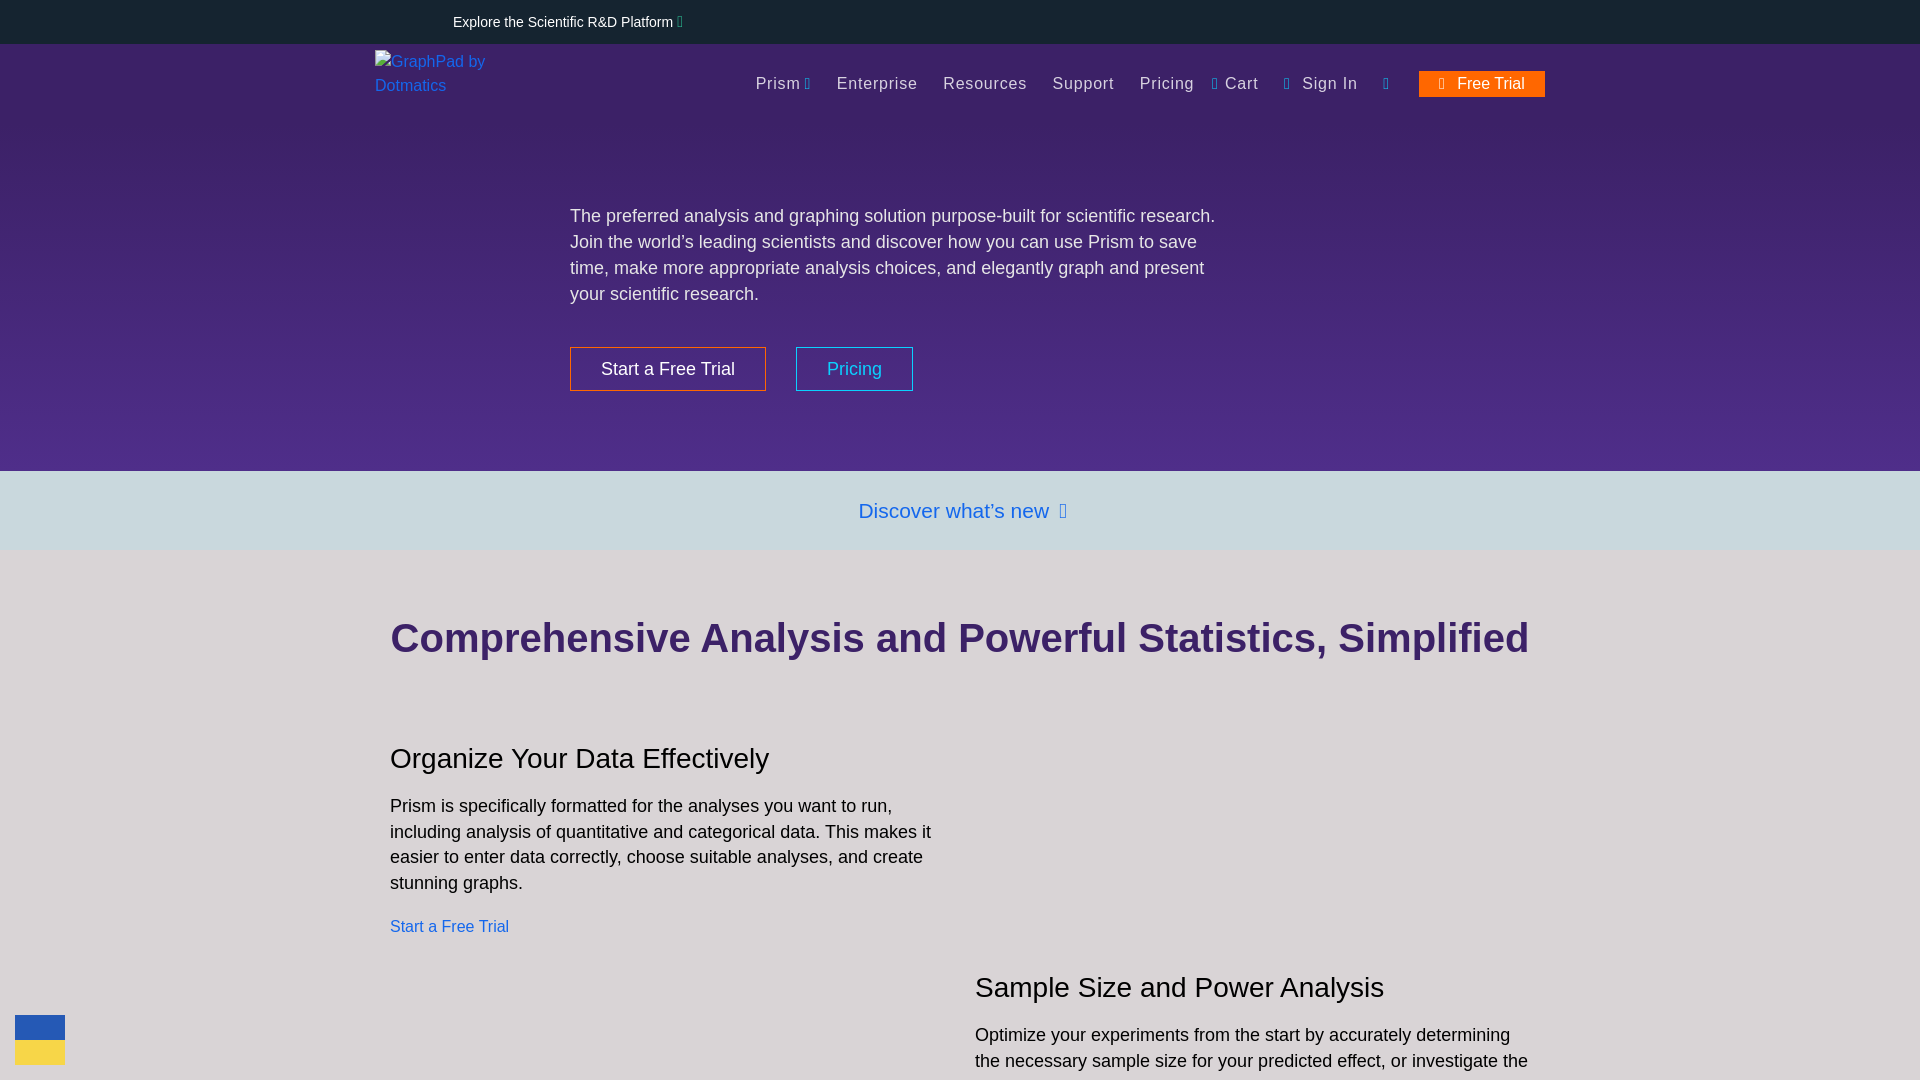 Explore the Scientific R&D Platform
GraphPad by
Dotmatics
Prism
Enterprise
Resources
Support
Pricing
Cart
Sign In
Free Trial
The preferred analysis and graphing solution purpose-built for scientific research.
Join the world’s leading scientists and discover how you can use Prism to save
time, make more appropriate analysis choices, and elegantly graph and present
your scientific research.
Start a Free Trial
Pricing
Discover what’s new
Comprehensive Analysis and Powerful Statistics, Simplified
Organize Your Data Effectively
Prism is specifically formatted for the analyses you want to run,
including analysis of quantitative and categorical data. This makes it
easier to enter data correctly, choose suitable analyses, and create
stunning graphs.
Start a Free Trial
Sample Size and Power Analysis
Optimize your experiments from the start by accurately determining
the necessary sample size for your predicted effect, or investigate the